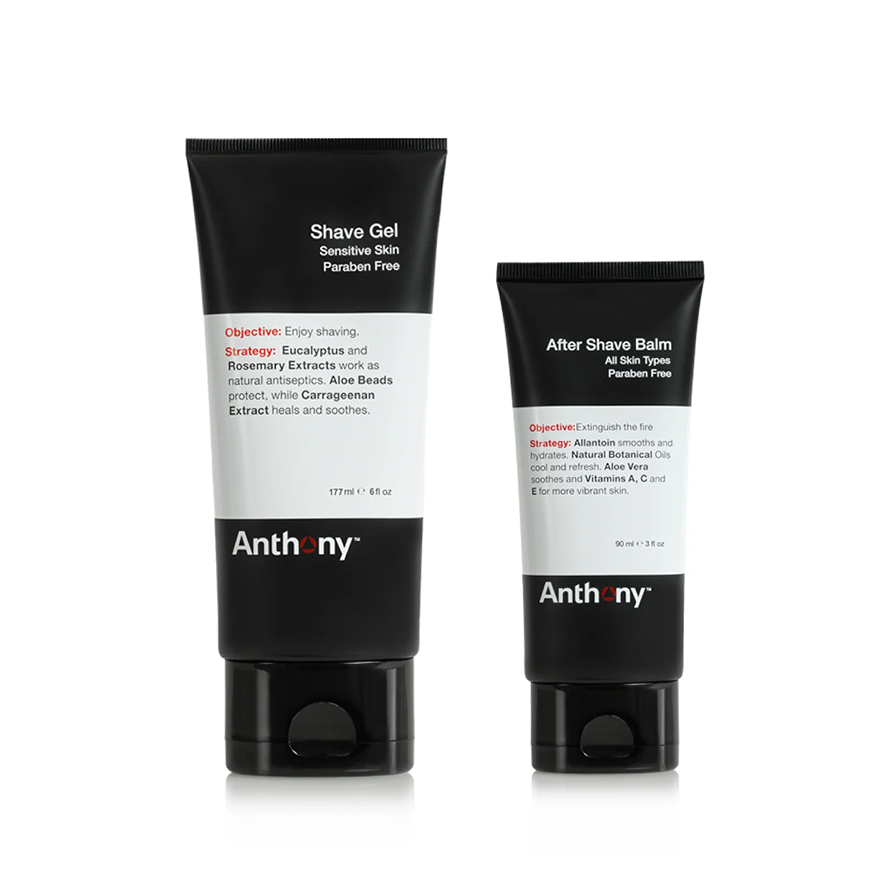 Shave Gel
Sensitive Skin
Paraben Free
Objective: Enjoy shaving.
Strategy: Eucalyptus and
Rosemary Extracts work as
natural antiseptics. Aloe Beads
protect, while Carrageenan
Extract heals and soothes.
177 ml ℮ 6 fl oz
Anthony™
After Shave Balm
All Skin Types
Paraben Free
Objective:Extinguish the fire
Strategy: Allantoin smooths and
hydrates. Natural Botanical Oils
cool and refresh. Aloe Vera
soothes and Vitamins A, C and
E for more vibrant skin.
90 ml ℮ 3 fl oz
Anthony™